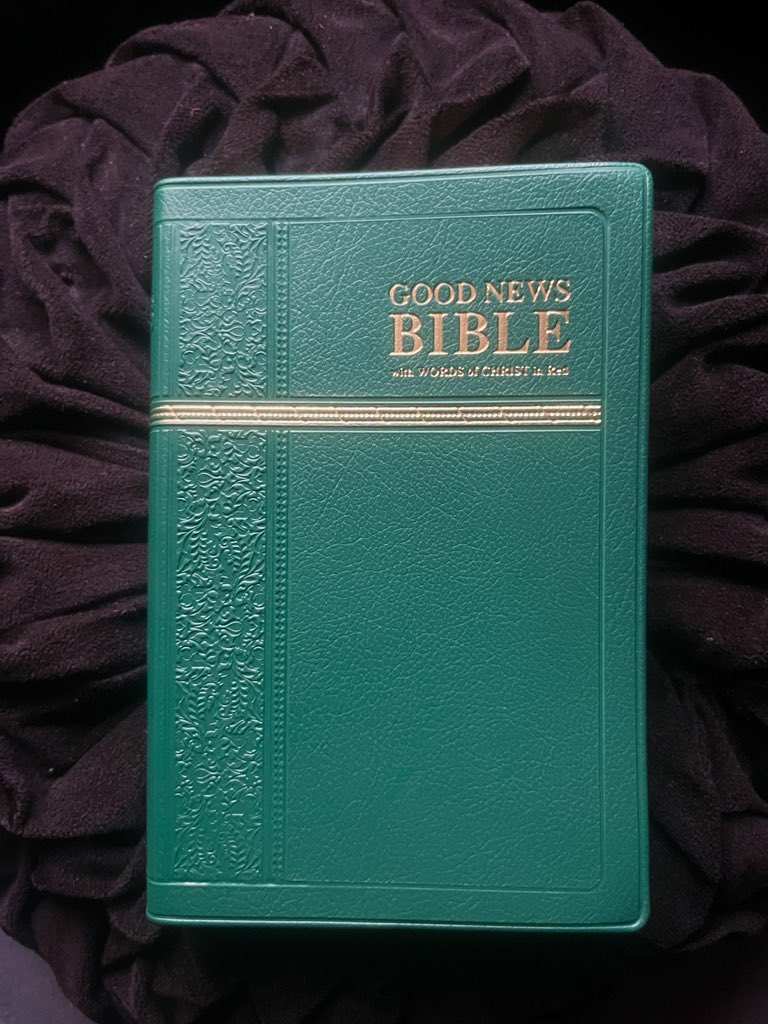 GOOD NEWS
BIBLE
with WORDS of CHRIST in Red